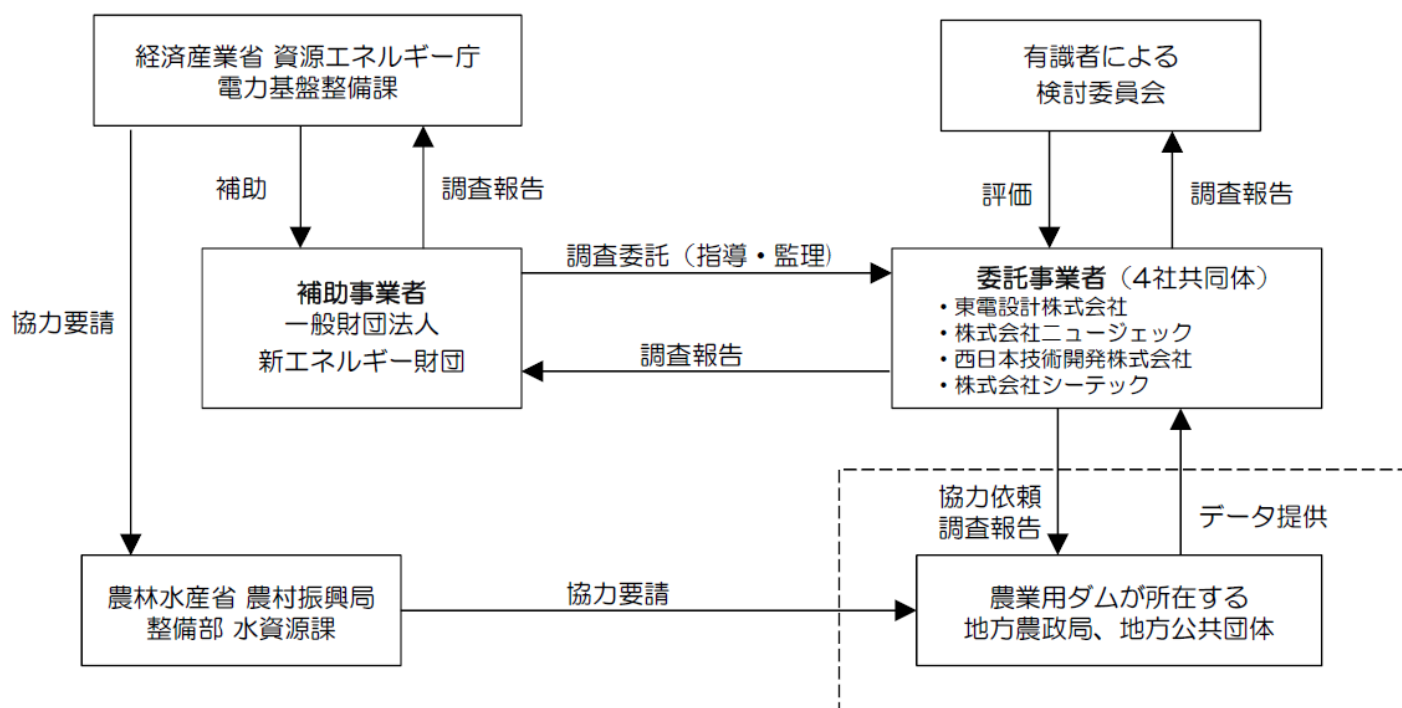 経済産業省 資源エネルギー庁
電力基盤整備課
有識者による
検討委員会
補助
調査報告
評価
調査報告
調査委託（指導・監理)
補助事業者
一般財団法人
新エネルギー財団
委託事業者（4社共同体）
・東電設計株式会社
・株式会社ニュージェック
・西日本技術開発株式会社
・株式会社シーテック
協力要請
調査報告
協力依頼
調査報告
データ提供
農林水産省 農村振興局
整備部 水資源課
協力要請
農業用ダムが所在する
地方農政局、地方公共団体